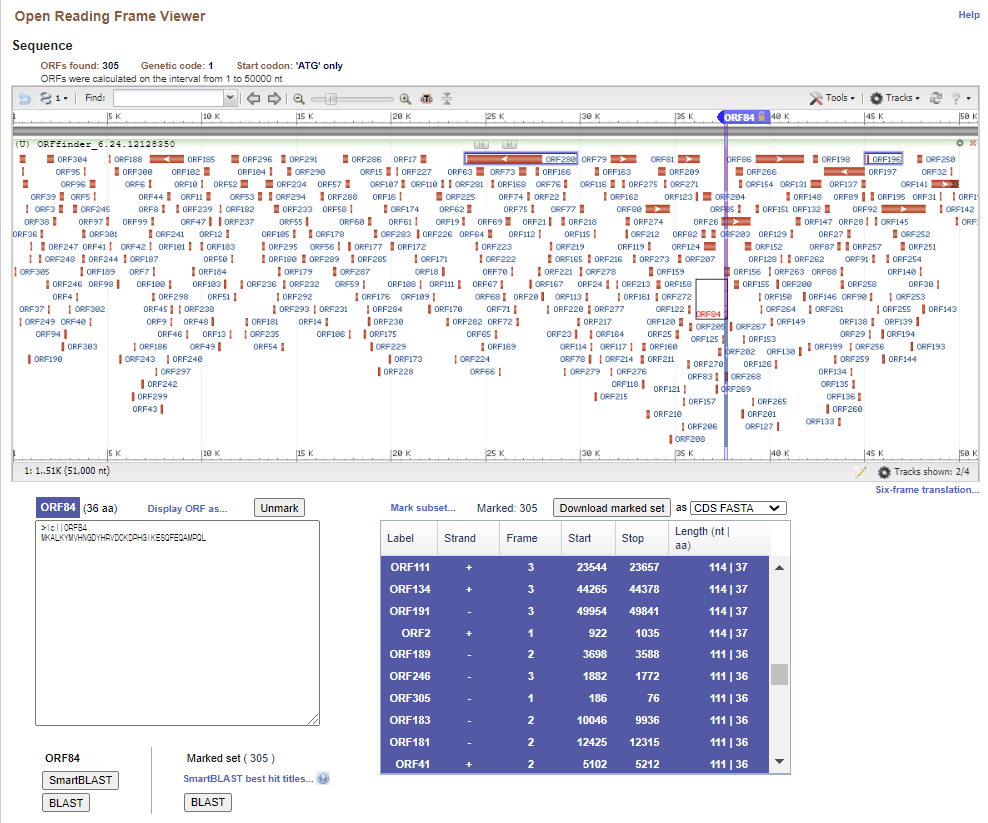 Open Reading Frame Viewer
Help
Sequence
ORFs found: 305 Genetic code: 1 Start codon: 'ATG' only
ORFs were calculated on the interval from 1 to 50000 nt
1 Find: Tools Tracks ?
1 5 K 10 K 15 K 20 K 25 K 30 K 35 K ORF84 40 K 45 K 50 K
(U) ORFfinder_6.24.12128350
ORF304 ORF188 ORF185 ORF296 ORF291 ORF286 ORF17 ORF280 ORF79 ORF81 ORF86 ORF198 ORF196 ORF250
ORF95 ORF300 ORF102 ORF104 ORF290 ORF15 ORF227 ORF63 ORF73 ORF166 ORF163 ORF209 ORF266 ORF197 ORF32
ORF96 ORF6 ORF10 ORF52 ORF234 ORF57 ORF107 ORF110 ORF281 ORF168 ORF76 ORF116 ORF275 ORF271 ORF154 ORF131 ORF137 ORF141
ORF39 ORF5 ORF44 ORF11 ORF53 ORF294 ORF288 ORF16 ORF225 ORF74 ORF22 ORF162 ORF123 ORF204 ORF148 ORF89 ORF195 ORF31 ORF1
ORF3 ORF245 ORF8 ORF239 ORF182 ORF233 ORF58 ORF174 ORF62 ORF75 ORF77 ORF80 ORF85 ORF151 ORF132 ORF92 ORF142
ORF38 ORF97 ORF99 ORF47 ORF237 ORF55 ORF60 ORF61 ORF69 ORF21 ORF218 ORF274 ORF203 ORF147 ORF88 ORF194 ORF193 ORF
ORF36 ORF301 ORF241 ORF12 ORF105 ORF178 ORF283 ORF226 ORF64 ORF112 ORF115 ORF212 ORF82 ORF203 ORF129 ORF27 ORF252
ORF247 ORF41 ORF42 ORF101 ORF183 ORF295 ORF56 ORF177 ORF172 ORF223 ORF219 ORF119 ORF124 ORF152 ORF87 ORF257 ORF251
ORF248 ORF244 ORF187 ORF50 ORF180 ORF289 ORF285 ORF171 ORF222 ORF165 ORF216 ORF273 ORF207 ORF128 ORF262 ORF91 ORF254
ORF305 ORF189 ORF7 ORF184 ORF179 ORF287 ORF18 ORF70 ORF221 ORF278 ORF159 ORF156 ORF263 ORF88 ORF140
ORF246 ORF98 ORF100 ORF103 ORF236 ORF232 ORF59 ORF108 ORF111 ORF67 ORF167 ORF24 ORF213 ORF158 ORF155 ORF200 ORF258 ORF30
ORF4 ORF298 ORF51 ORF292 ORF176 ORF109 ORF68 ORF20 ORF113 ORF161 ORF272 ORF150 ORF146 ORF90 ORF253
ORF37 ORF302 ORF45 ORF238 ORF293 ORF231 ORF284 ORF170 ORF71 ORF220 ORF122 ORF84 ORF264 ORF261 ORF255 ORF143
ORF249 ORF40 ORF9 ORF48 ORF181 ORF14 ORF230 ORF282 ORF72 ORF217 ORF120 ORF205 ORF267 ORF149 ORF138 ORF139
ORF94 ORF46 ORF13 ORF235 ORF106 ORF175 ORF65 ORF25 ORF23 ORF164 ORF125 ORF153 ORF29 ORF145
ORF303 ORF186 ORF49 ORF54 ORF229 ORF169 ORF114 ORF117 ORF202 ORF130 ORF199 ORF256 ORF193
ORF190 ORF243 ORF240 ORF173 ORF224 ORF78 ORF214 ORF211 ORF270 ORF126 ORF259 ORF144
ORF297 ORF228 ORF66 ORF279 ORF276 ORF83 ORF268 ORF134
ORF242 ORF118 ORF121 ORF269 ORF135
ORF299 ORF215 ORF157 ORF265 ORF136
ORF43 ORF210 ORF201 ORF260
ORF206 ORF127 ORF133
ORF208
1 5 K 10 K 15 K 20 K 25 K 30 K 35 K 40 K 45 K 50 K
1: 1..51K (51,000 nt) Tracks shown: 2/4
Six-frame translation...
ORF84 (36 aa) Display ORF as... Unmark
>lcl|ORF84
MKALKYMVHNGDYHRVDCKDPHGIKESQFEQAMPQL
Mark subset... Marked: 305 Download marked set as CDS FASTA
Label Strand Frame Start Stop Length (nt | aa)
ORF111 + 3 23544 23657 114 | 37
ORF134 + 3 44265 44378 114 | 37
ORF191 - 3 49954 49841 114 | 37
ORF2 + 1 922 1035 114 | 37
ORF189 - 2 3698 3588 111 | 36
ORF246 - 3 1882 1772 111 | 36
ORF305 - 1 186 76 111 | 36
ORF183 - 2 10046 9936 111 | 36
ORF181 - 2 12425 12315 111 | 36
ORF41 + 2 5102 5212 111 | 36
ORF84
SmartBLAST
BLAST
Marked set ( 305 )
SmartBLAST best hit titles... ?
BLAST